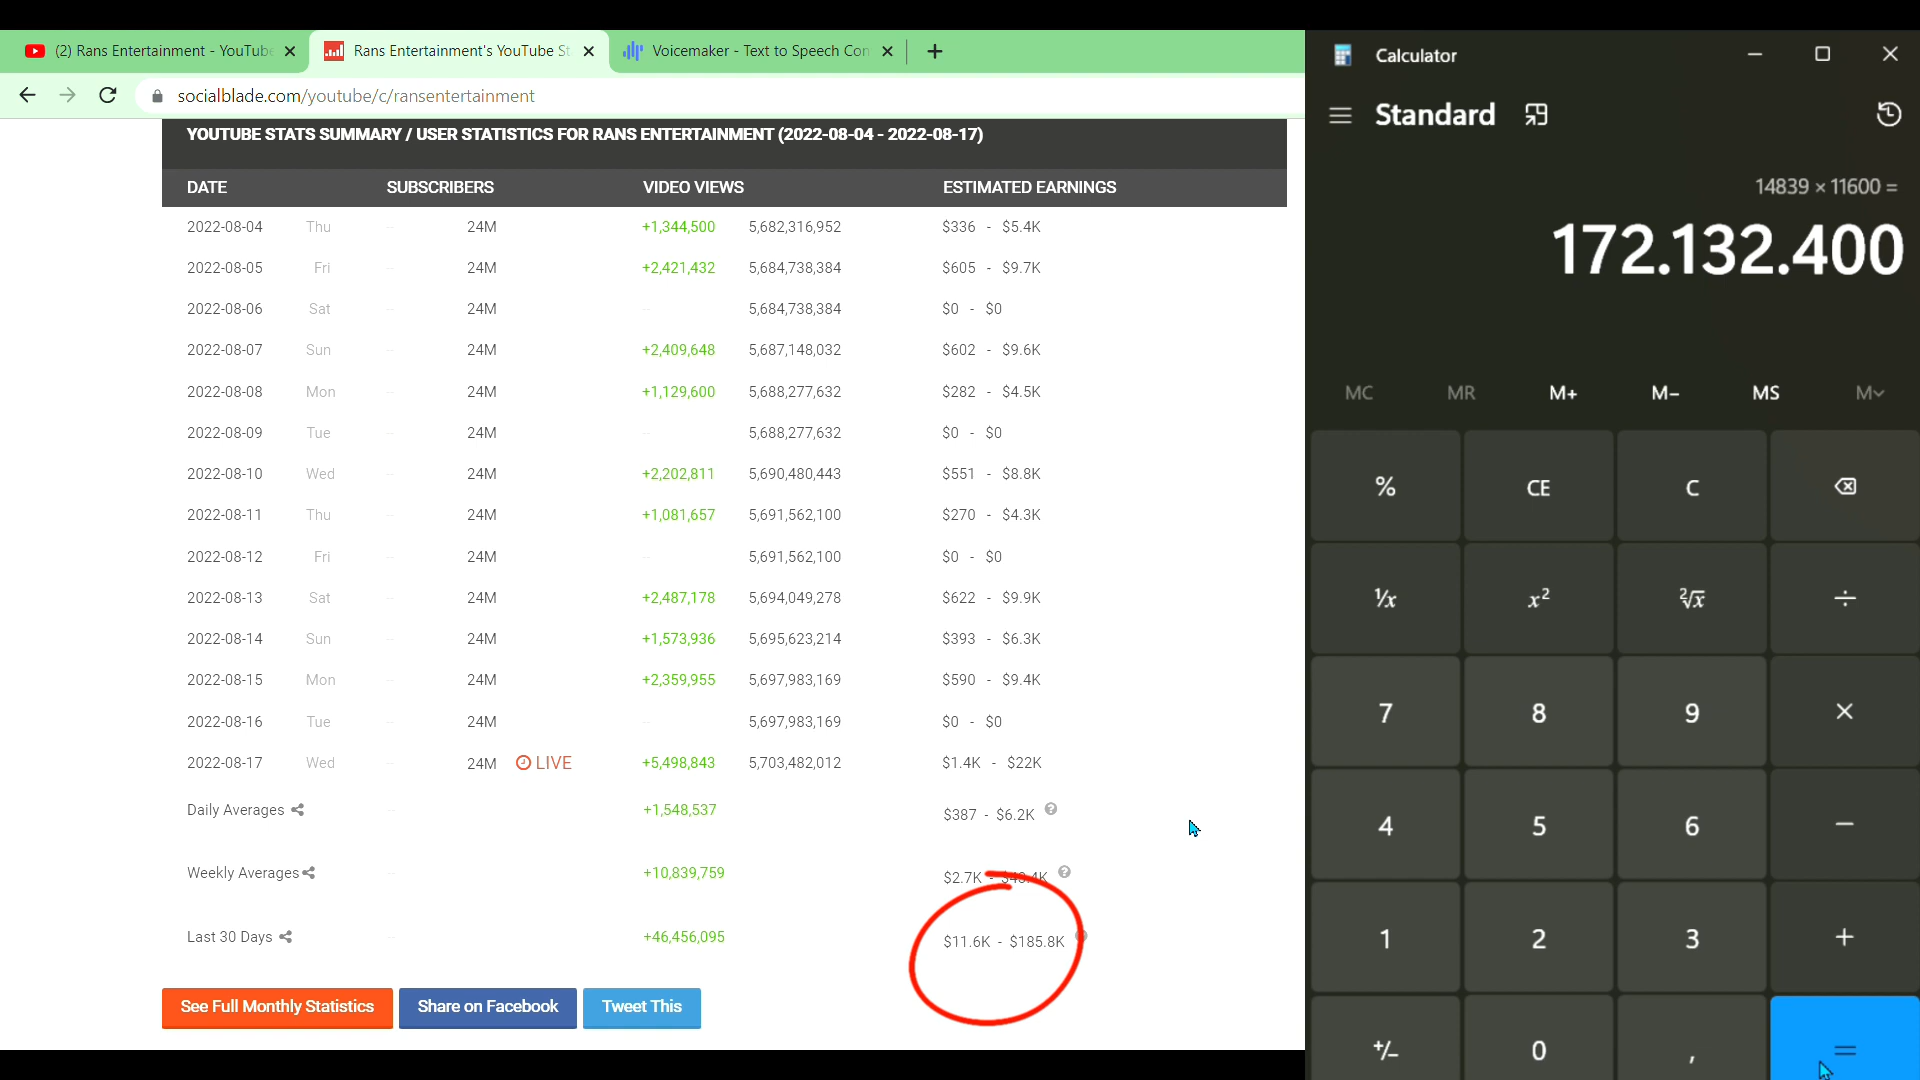 (2) Rans Entertainment - YouTube
Rans Entertainment's YouTube St
Voicemaker - Text to Speech Con
socialblade.com/youtube/c/ransentertainment
YOUTUBE STATS SUMMARY / USER STATISTICS FOR RANS ENTERTAINMENT (2022-08-04 - 2022-08-17)
DATE SUBSCRIBERS VIDEO VIEWS ESTIMATED EARNINGS
2022-08-04 Thu -- 24M +1,344,500 5,682,316,952 $336 - $5.4K
2022-08-05 Fri -- 24M +2,421,432 5,684,738,384 $605 - $9.7K
2022-08-06 Sat -- 24M -- 5,684,738,384 $0 - $0
2022-08-07 Sun -- 24M +2,409,648 5,687,148,032 $602 - $9.6K
2022-08-08 Mon -- 24M +1,129,600 5,688,277,632 $282 - $4.5K
2022-08-09 Tue -- 24M -- 5,688,277,632 $0 - $0
2022-08-10 Wed -- 24M +2,202,811 5,690,480,443 $551 - $8.8K
2022-08-11 Thu -- 24M +1,081,657 5,691,562,100 $270 - $4.3K
2022-08-12 Fri -- 24M -- 5,691,562,100 $0 - $0
2022-08-13 Sat -- 24M +2,487,178 5,694,049,278 $622 - $9.9K
2022-08-14 Sun -- 24M +1,573,936 5,695,623,214 $393 - $6.3K
2022-08-15 Mon -- 24M +2,359,955 5,697,983,169 $590 - $9.4K
2022-08-16 Tue -- 24M -- 5,697,983,169 $0 - $0
2022-08-17 Wed -- 24M LIVE +5,498,843 5,703,482,012 $1.4K - $22K
Daily Averages -- +1,548,537 $387 - $6.2K
Weekly Averages -- +10,839,759 $2.7K - $43.4K
Last 30 Days -- +46,456,095 $11.6K - $185.8K
See Full Monthly Statistics Share on Facebook Tweet This
Calculator
Standard
14839 × 11600 =
172.132.400
MC MR M+ M− MS M
% CE C
¹/x x² ²√x ÷
7 8 9 ×
4 5 6 −
1 2 3 +
+/− 0 , =